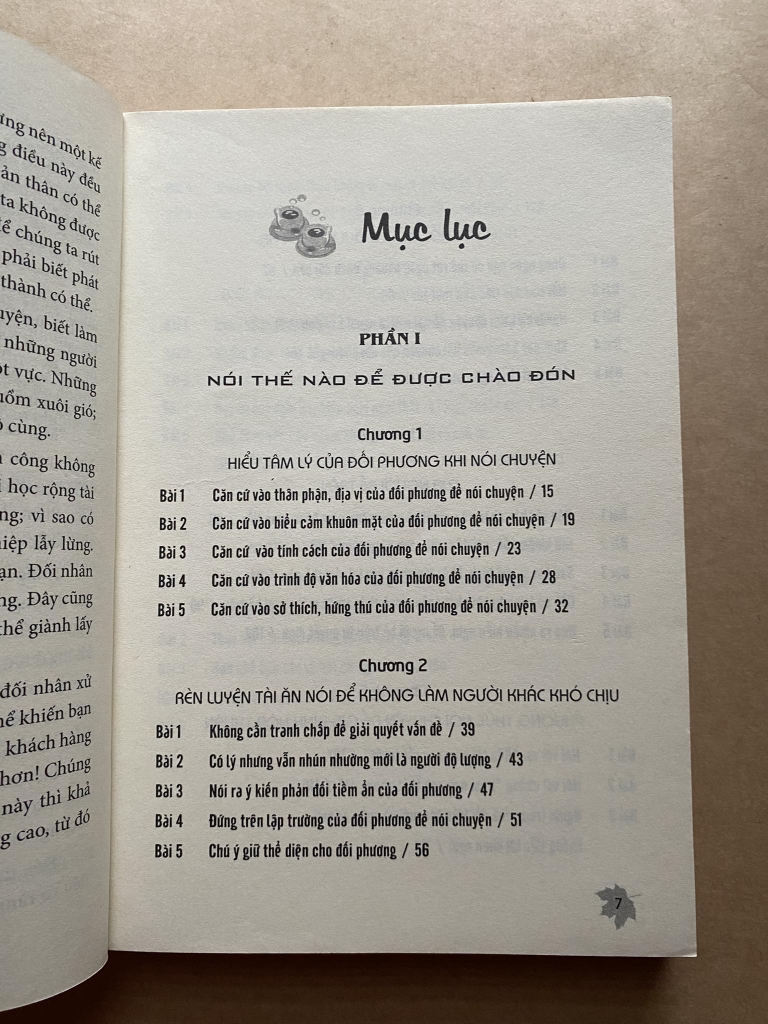 ưng nên một kế
g điều này đều
ản thân có thể
ta không được
để chúng ta rút
phải biết phát
thành có thể.
uyện, biết làm
những người
ột vực. Những
uồm xuôi gió;
ô cùng.
công không
i học rộng tài
ng; vì sao có
hiệp lẫy lừng.
ạn. Đối nhân
ng. Đây cũng
thể giành lấy
đối nhân xử
hể khiến bạn
khách hàng
hơn! Chúng
này thì khả
g cao, từ đó
Mục lục
PHẦN I
NÓI THẾ NÀO ĐỂ ĐƯỢC CHÀO ĐÓN
Chương 1
HIỂU TÂM LÝ CỦA ĐỐI PHƯƠNG KHI NÓI CHUYỆN
Bài 1 Căn cứ vào thân phận, địa vị của đối phương để nói chuyện / 15
Bài 2 Căn cứ vào biểu cảm khuôn mặt của đối phương để nói chuyện / 19
Bài 3 Căn cứ vào tính cách của đối phương để nói chuyện / 23
Bài 4 Căn cứ vào trình độ văn hóa của đối phương để nói chuyện / 28
Bài 5 Căn cứ vào sở thích, hứng thú của đối phương để nói chuyện / 32
Chương 2
RÈN LUYỆN TÀI ĂN NÓI ĐỂ KHÔNG LÀM NGƯỜI KHÁC KHÓ CHỊU
Bài 1 Không cần tranh chấp để giải quyết vấn đề / 39
Bài 2 Có lý nhưng vẫn nhún nhường mới là người độ lượng / 43
Bài 3 Nói ra ý kiến phản đối tiềm ẩn của đối phương / 47
Bài 4 Đứng trên lập trường của đối phương để nói chuyện / 51
Bài 5 Chú ý giữ thể diện cho đối phương / 56
7